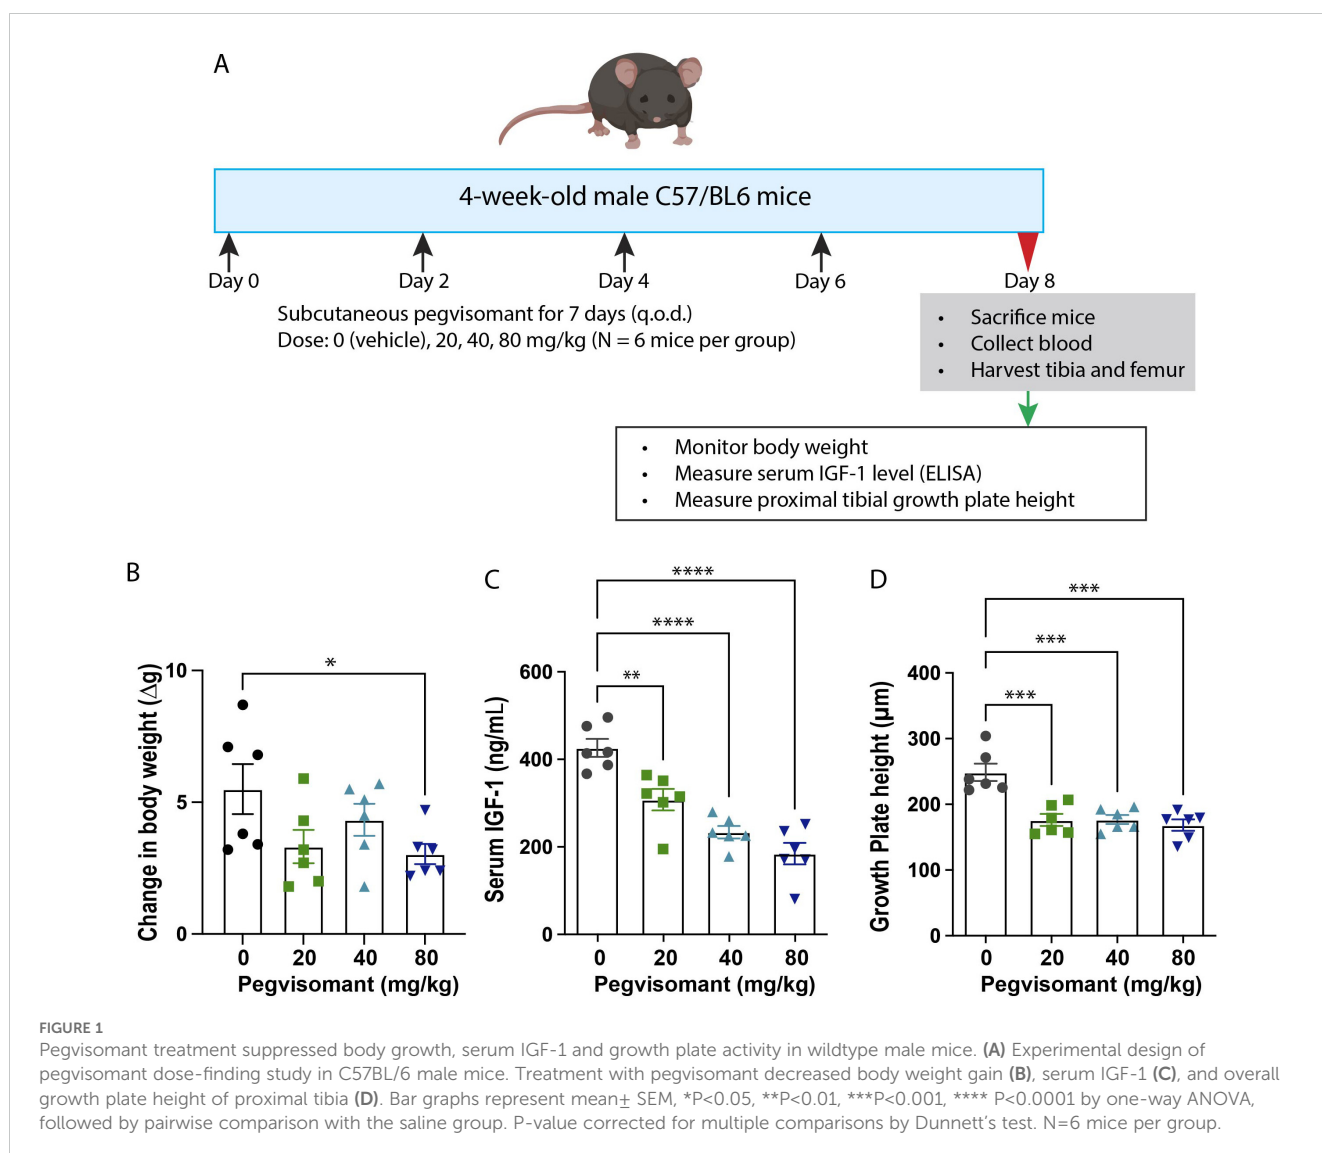 A
4-week-old male C57/BL6 mice
Day 0
Day 2
Day 4
Day 6
Day 8
Subcutaneous pegvisomant for 7 days (q.o.d.)
Dose: 0 (vehicle), 20, 40, 80 mg/kg (N = 6 mice per group)
• Sacrifice mice
• Collect blood
• Harvest tibia and femur
• Monitor body weight
• Measure serum IGF-1 level (ELISA)
• Measure proximal tibial growth plate height
B
Change in body weight (Δg)
10
5
0
*
0 20 40 80
Pegvisomant (mg/kg)
C
Serum IGF-1 (ng/mL)
600
400
200
0
****
****
**
0 20 40 80
Pegvisomant (mg/kg)
D
Growth Plate height (µm)
400
300
200
100
0
***
***
***
0 20 40 80
Pegvisomant (mg/kg)
FIGURE 1
Pegvisomant treatment suppressed body growth, serum IGF-1 and growth plate activity in wildtype male mice. (A) Experimental design of
pegvisomant dose-finding study in C57BL/6 male mice. Treatment with pegvisomant decreased body weight gain (B), serum IGF-1 (C), and overall
growth plate height of proximal tibia (D). Bar graphs represent mean± SEM, *P<0.05, **P<0.01, ***P<0.001, **** P<0.0001 by one-way ANOVA,
followed by pairwise comparison with the saline group. P-value corrected for multiple comparisons by Dunnett’s test. N=6 mice per group.